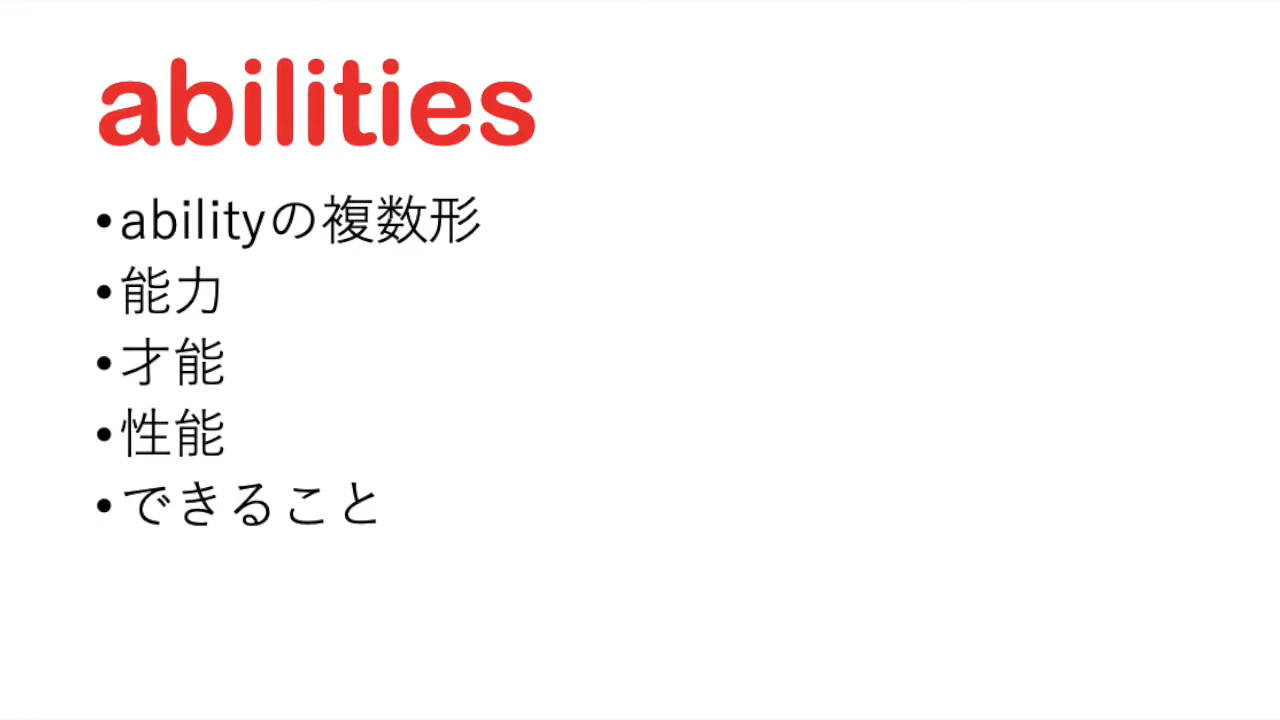 abilities
•abilityの複数形
•能力
•才能
•性能
•できること